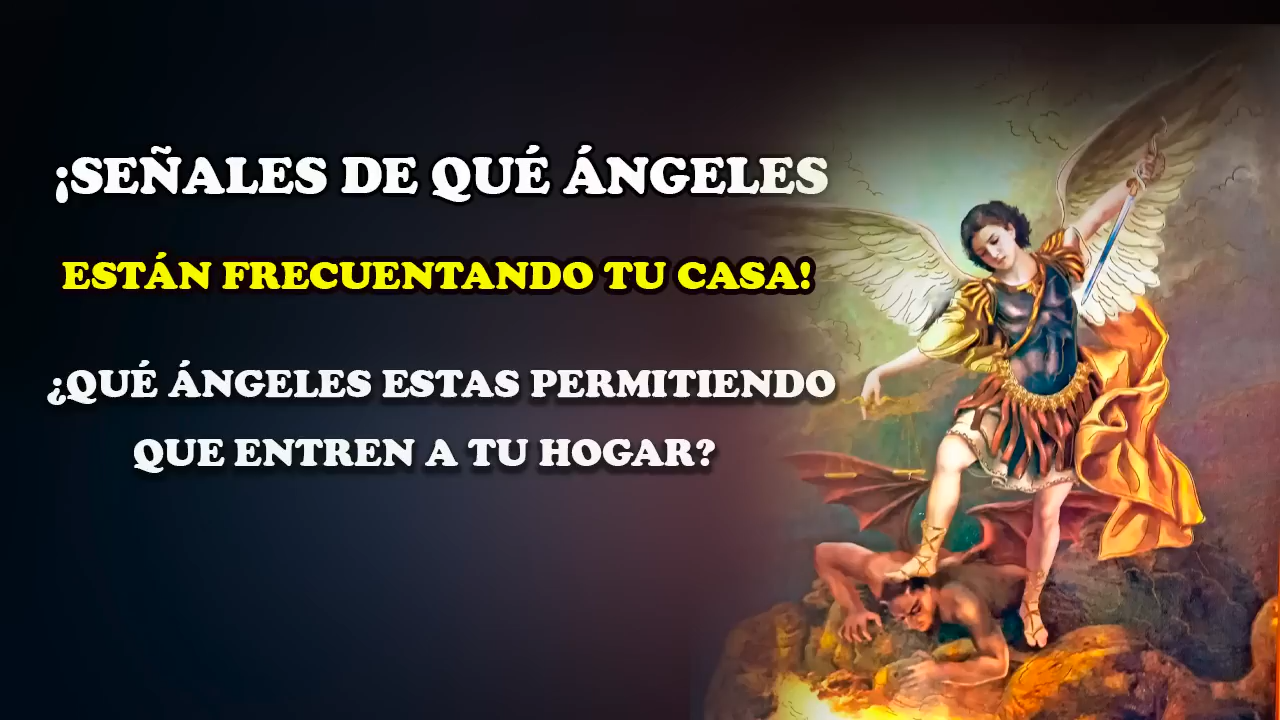 ¡SEÑALES DE QUÉ ÁNGELES
ESTÁN FRECUENTANDO TU CASA!
¿QUÉ ÁNGELES ESTAS PERMITIENDO
QUE ENTREN A TU HOGAR?